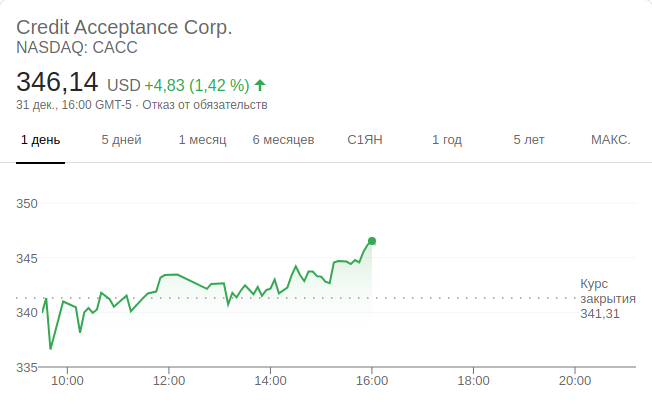 Credit Acceptance Corp.
NASDAQ: CACC
346,14 USD +4,83 (1,42 %)
31 дек., 16:00 GMT-5 · Отказ от обязательств
1 день 5 дней 1 месяц 6 месяцев С1ЯН 1 год 5 лет МАКС.
350
345
Курс
закрытия
341,31
340
335
10:00 12:00 14:00 16:00 18:00 20:00